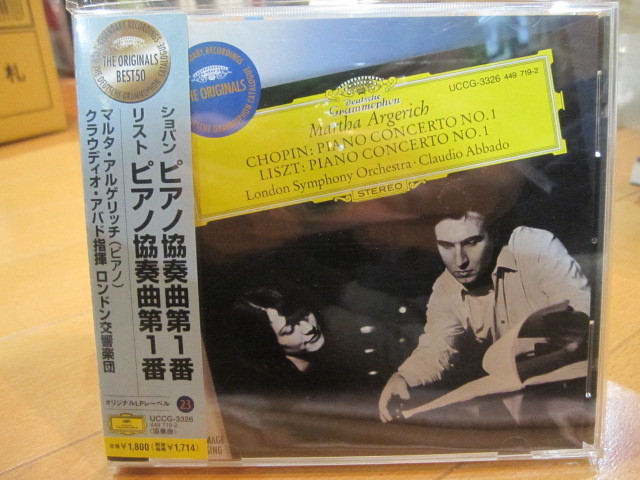 THE ORIGINALS
BEST50
ショパン ピアノ協奏曲第1番
リスト ピアノ協奏曲第1番
マルタ・アルゲリッチ(ピアノ)
クラウディオ・アバド指揮 ロンドン交響楽団
オリジナルLPレーベル 23
UCCG-3326
449 719-2
(協奏曲)
¥1,800
¥1,714
THE ORIGINALS
UCCG-3326 449 719-2
Deutsche
Grammophon
Martha Argerich
CHOPIN: PIANO CONCERTO NO.1
LISZT: PIANO CONCERTO NO.1
London Symphony Orchestra · Claudio Abbado
STEREO
札